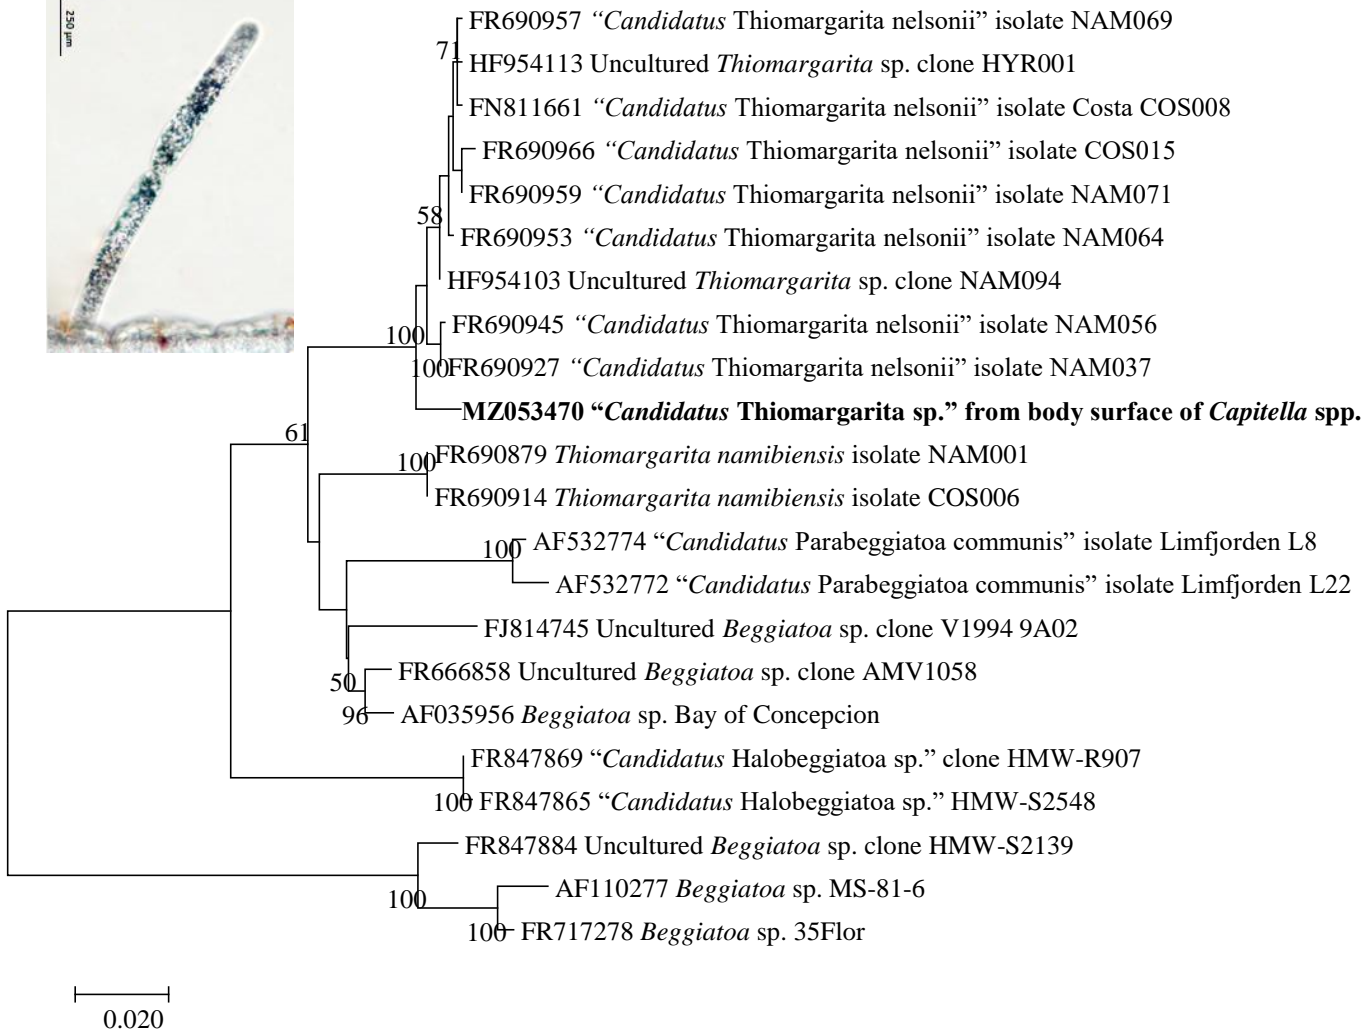 250 µm
FR690957 “Candidatus Thiomargarita nelsonii” isolate NAM069
71
HF954113 Uncultured Thiomargarita sp. clone HYR001
FN811661 “Candidatus Thiomargarita nelsonii” isolate Costa COS008
FR690966 “Candidatus Thiomargarita nelsonii” isolate COS015
FR690959 “Candidatus Thiomargarita nelsonii” isolate NAM071
58
FR690953 “Candidatus Thiomargarita nelsonii” isolate NAM064
HF954103 Uncultured Thiomargarita sp. clone NAM094
FR690945 “Candidatus Thiomargarita nelsonii” isolate NAM056
100
100
FR690927 “Candidatus Thiomargarita nelsonii” isolate NAM037
MZ053470 “Candidatus Thiomargarita sp.” from body surface of Capitella spp.
61
100
FR690879 Thiomargarita namibiensis isolate NAM001
FR690914 Thiomargarita namibiensis isolate COS006
100
AF532774 “Candidatus Parabeggiatoa communis” isolate Limfjorden L8
AF532772 “Candidatus Parabeggiatoa communis” isolate Limfjorden L22
FJ814745 Uncultured Beggiatoa sp. clone V1994 9A02
FR666858 Uncultured Beggiatoa sp. clone AMV1058
50
96
AF035956 Beggiatoa sp. Bay of Concepcion
FR847869 “Candidatus Halobeggiatoa sp.” clone HMW-R907
100
FR847865 “Candidatus Halobeggiatoa sp.” HMW-S2548
FR847884 Uncultured Beggiatoa sp. clone HMW-S2139
AF110277 Beggiatoa sp. MS-81-6
100
100
FR717278 Beggiatoa sp. 35Flor
0.020